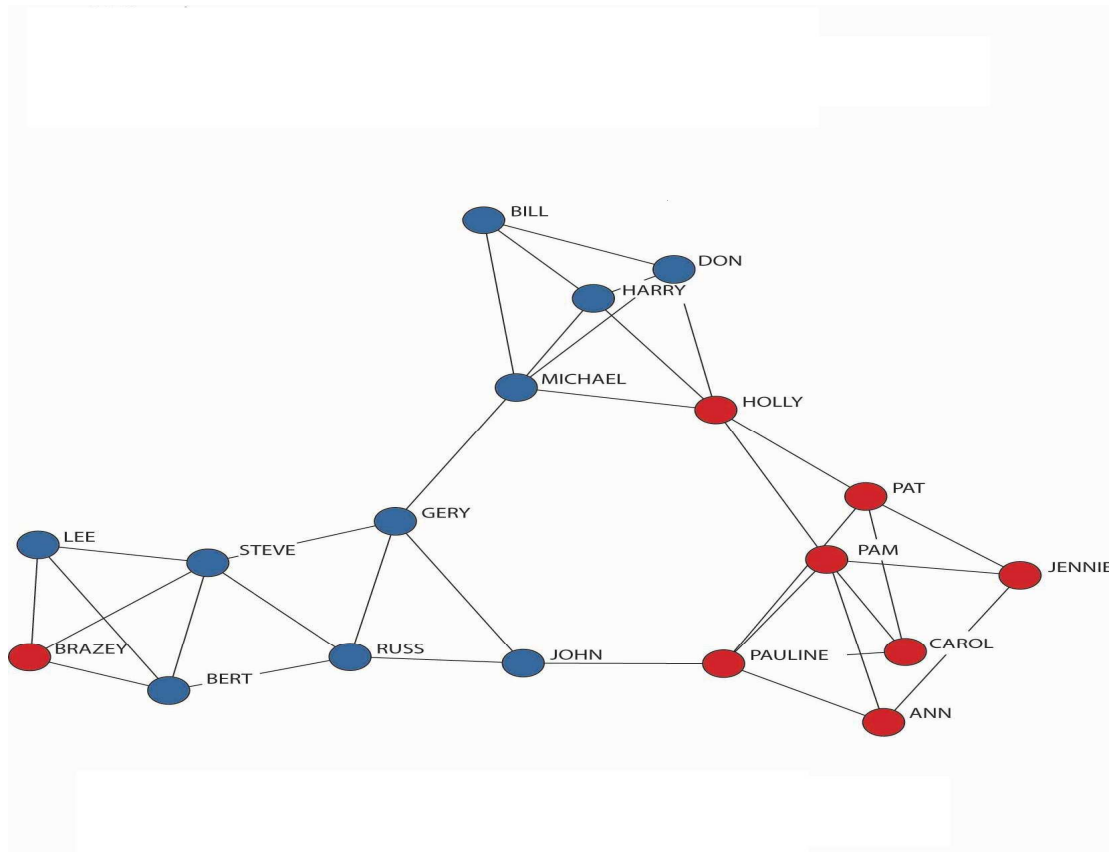 BILL
DON
HARRY
MICHAEL
HOLLY
PAT
GERY
LEE
STEVE
PAM
JENNIE
BRAZEY
RUSS
JOHN
PAULINE
CAROL
BERT
ANN